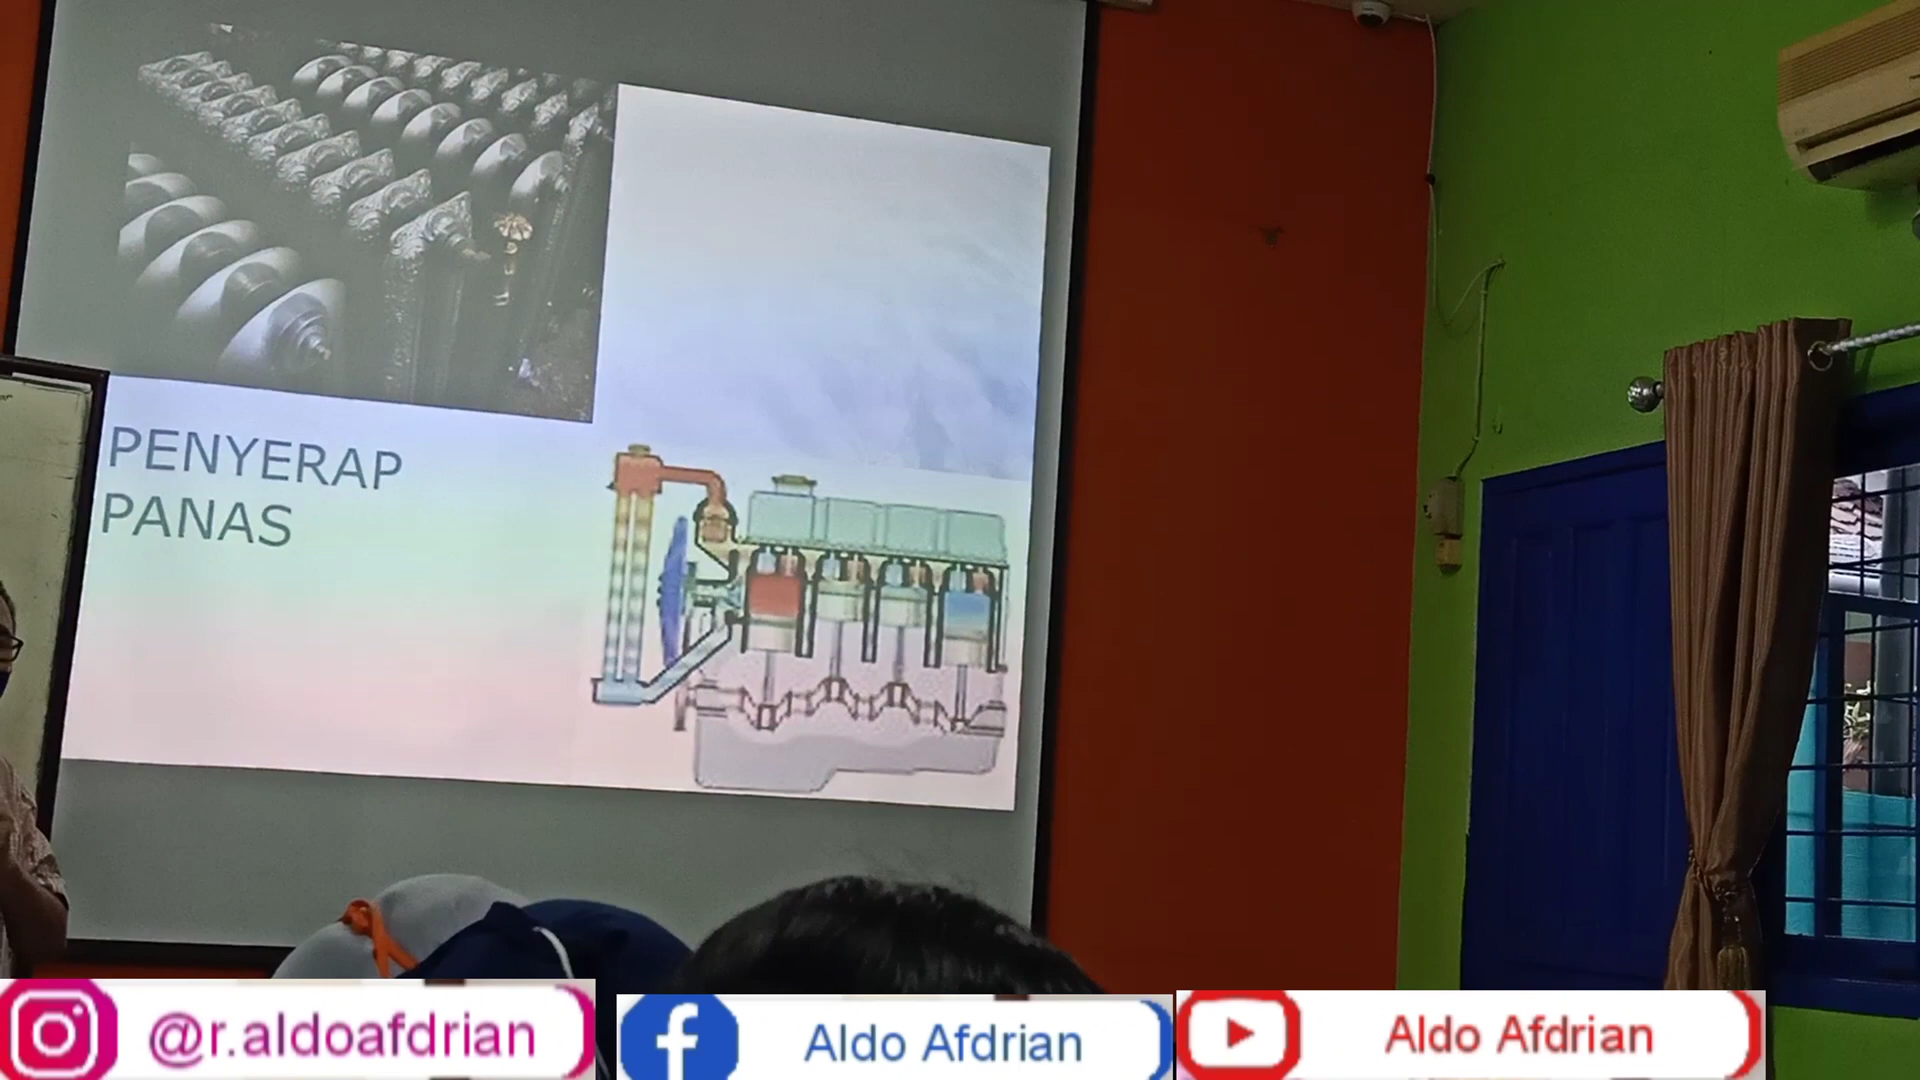 PENYERAP
PANAS
@r.aldoafdrian
Aldo Afdrian
Aldo Afdrian